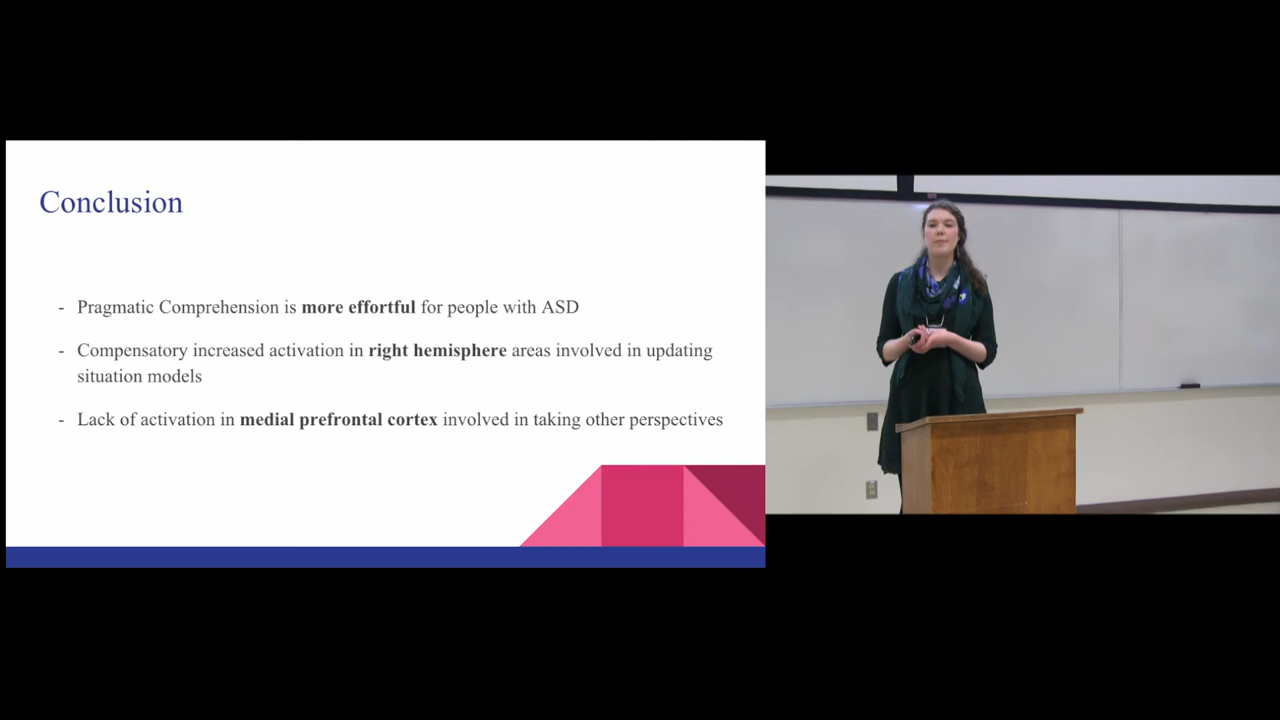 Conclusion
- Pragmatic Comprehension is more effortful for people with ASD
- Compensatory increased activation in right hemisphere areas involved in updating
situation models
- Lack of activation in medial prefrontal cortex involved in taking other perspectives